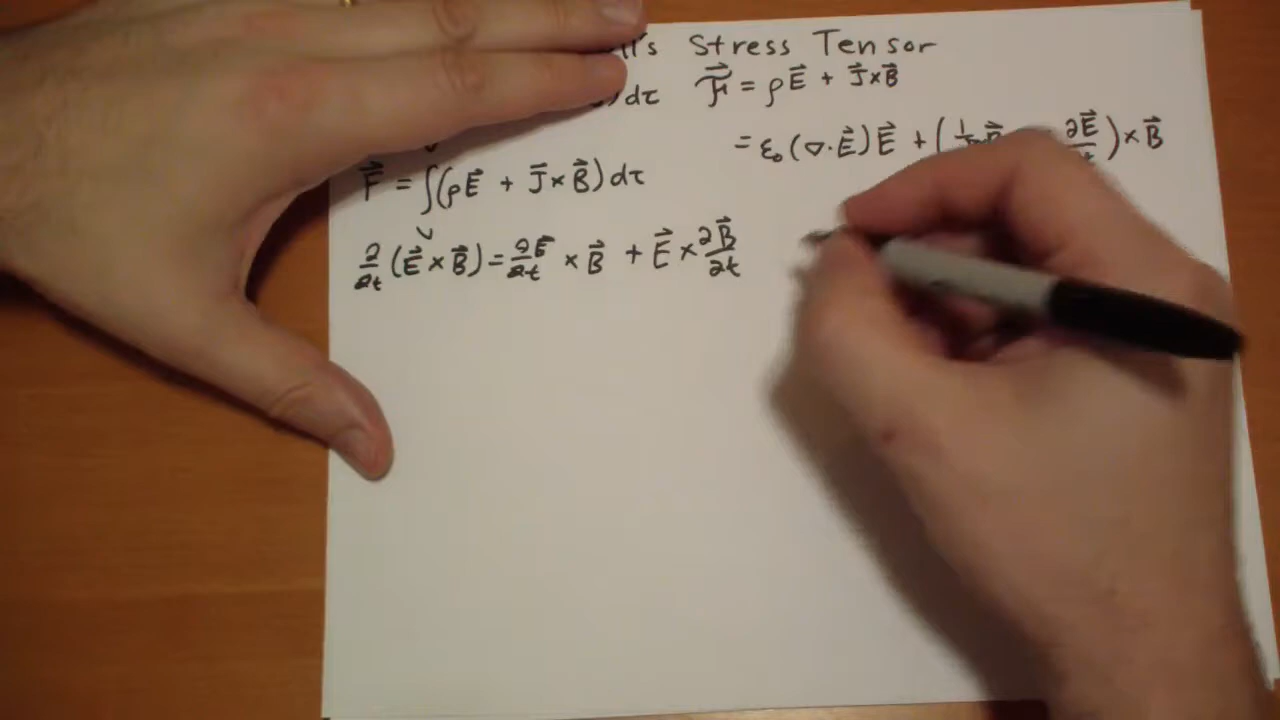 Stress Tensor
dτ
𝓕⃗ = ρE⃗ + J⃗×B⃗
= ε₀(∇·E⃗)E⃗ + ( ∂E⃗ )×B⃗
F⃗ = ∫(ρE⃗ + J⃗×B⃗)dτ
V
∂/∂t (E⃗×B⃗) = ∂E⃗/∂t × B⃗ + E⃗ × ∂B⃗/∂t